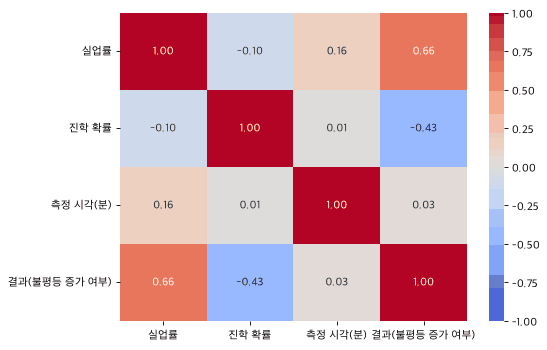 실업률 1.00 -0.10 0.16 0.66
진학 확률 -0.10 1.00 0.01 -0.43
측정 시각(분) 0.16 0.01 1.00 0.03
결과(불평등 증가 여부) 0.66 -0.43 0.03 1.00
실업률 진학 확률 측정 시각(분) 결과(불평등 증가 여부)
1.00
0.75
0.50
0.25
0.00
-0.25
-0.50
-0.75
-1.00